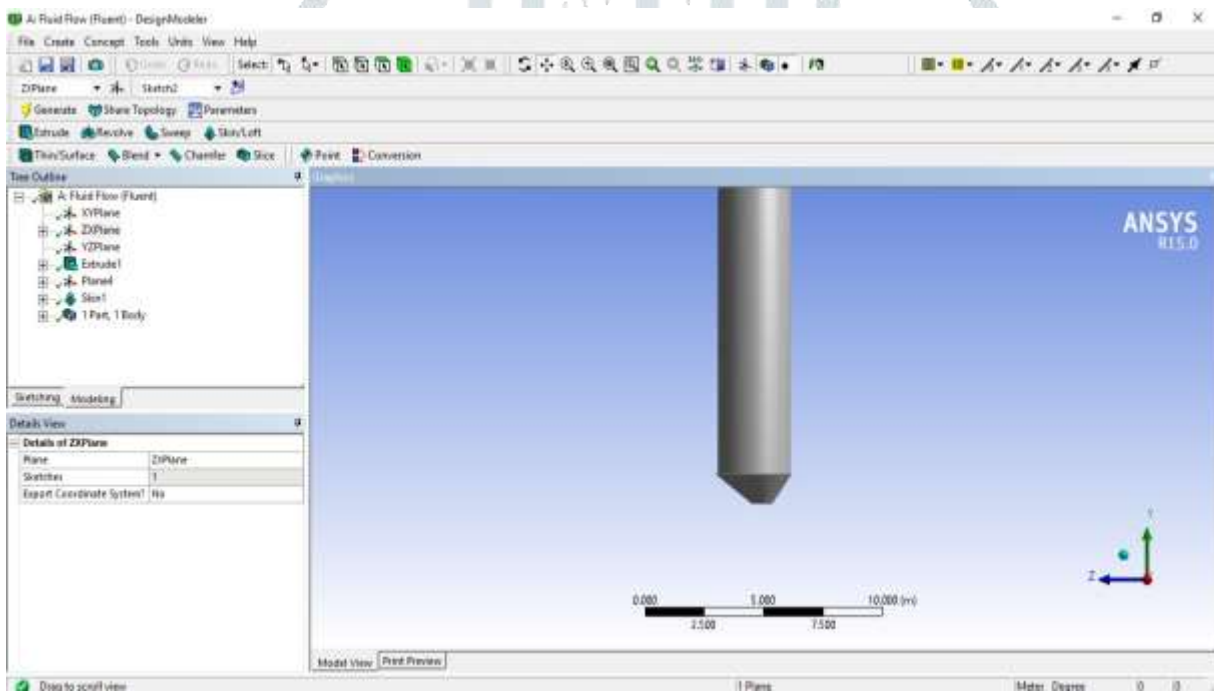 A: Fluid Flow (Fluent) - DesignModeler
File Create Concept Tools Units View Help
Undo Redo Select:
ZXPlane Sketch2
Generate Share Topology Parameters
Extrude Revolve Sweep Skin/Loft
Thin/Surface Blend Chamfer Slice Point Conversion
Tree Outline
Graphics
A: Fluid Flow (Fluent)
XYPlane
ZXPlane
YZPlane
Extrude1
Plane4
Skin1
1 Part, 1 Body
Sketching Modeling
Details View
Details of ZXPlane
Plane ZXPlane
Sketches 1
Export Coordinate System? No
ANSYS
R15.0
Y
Z
0.000 5.000 10.000 (m)
2.500 7.500
Model View Print Preview
Drag to scroll view 1 Plane Meter Degree 0 0